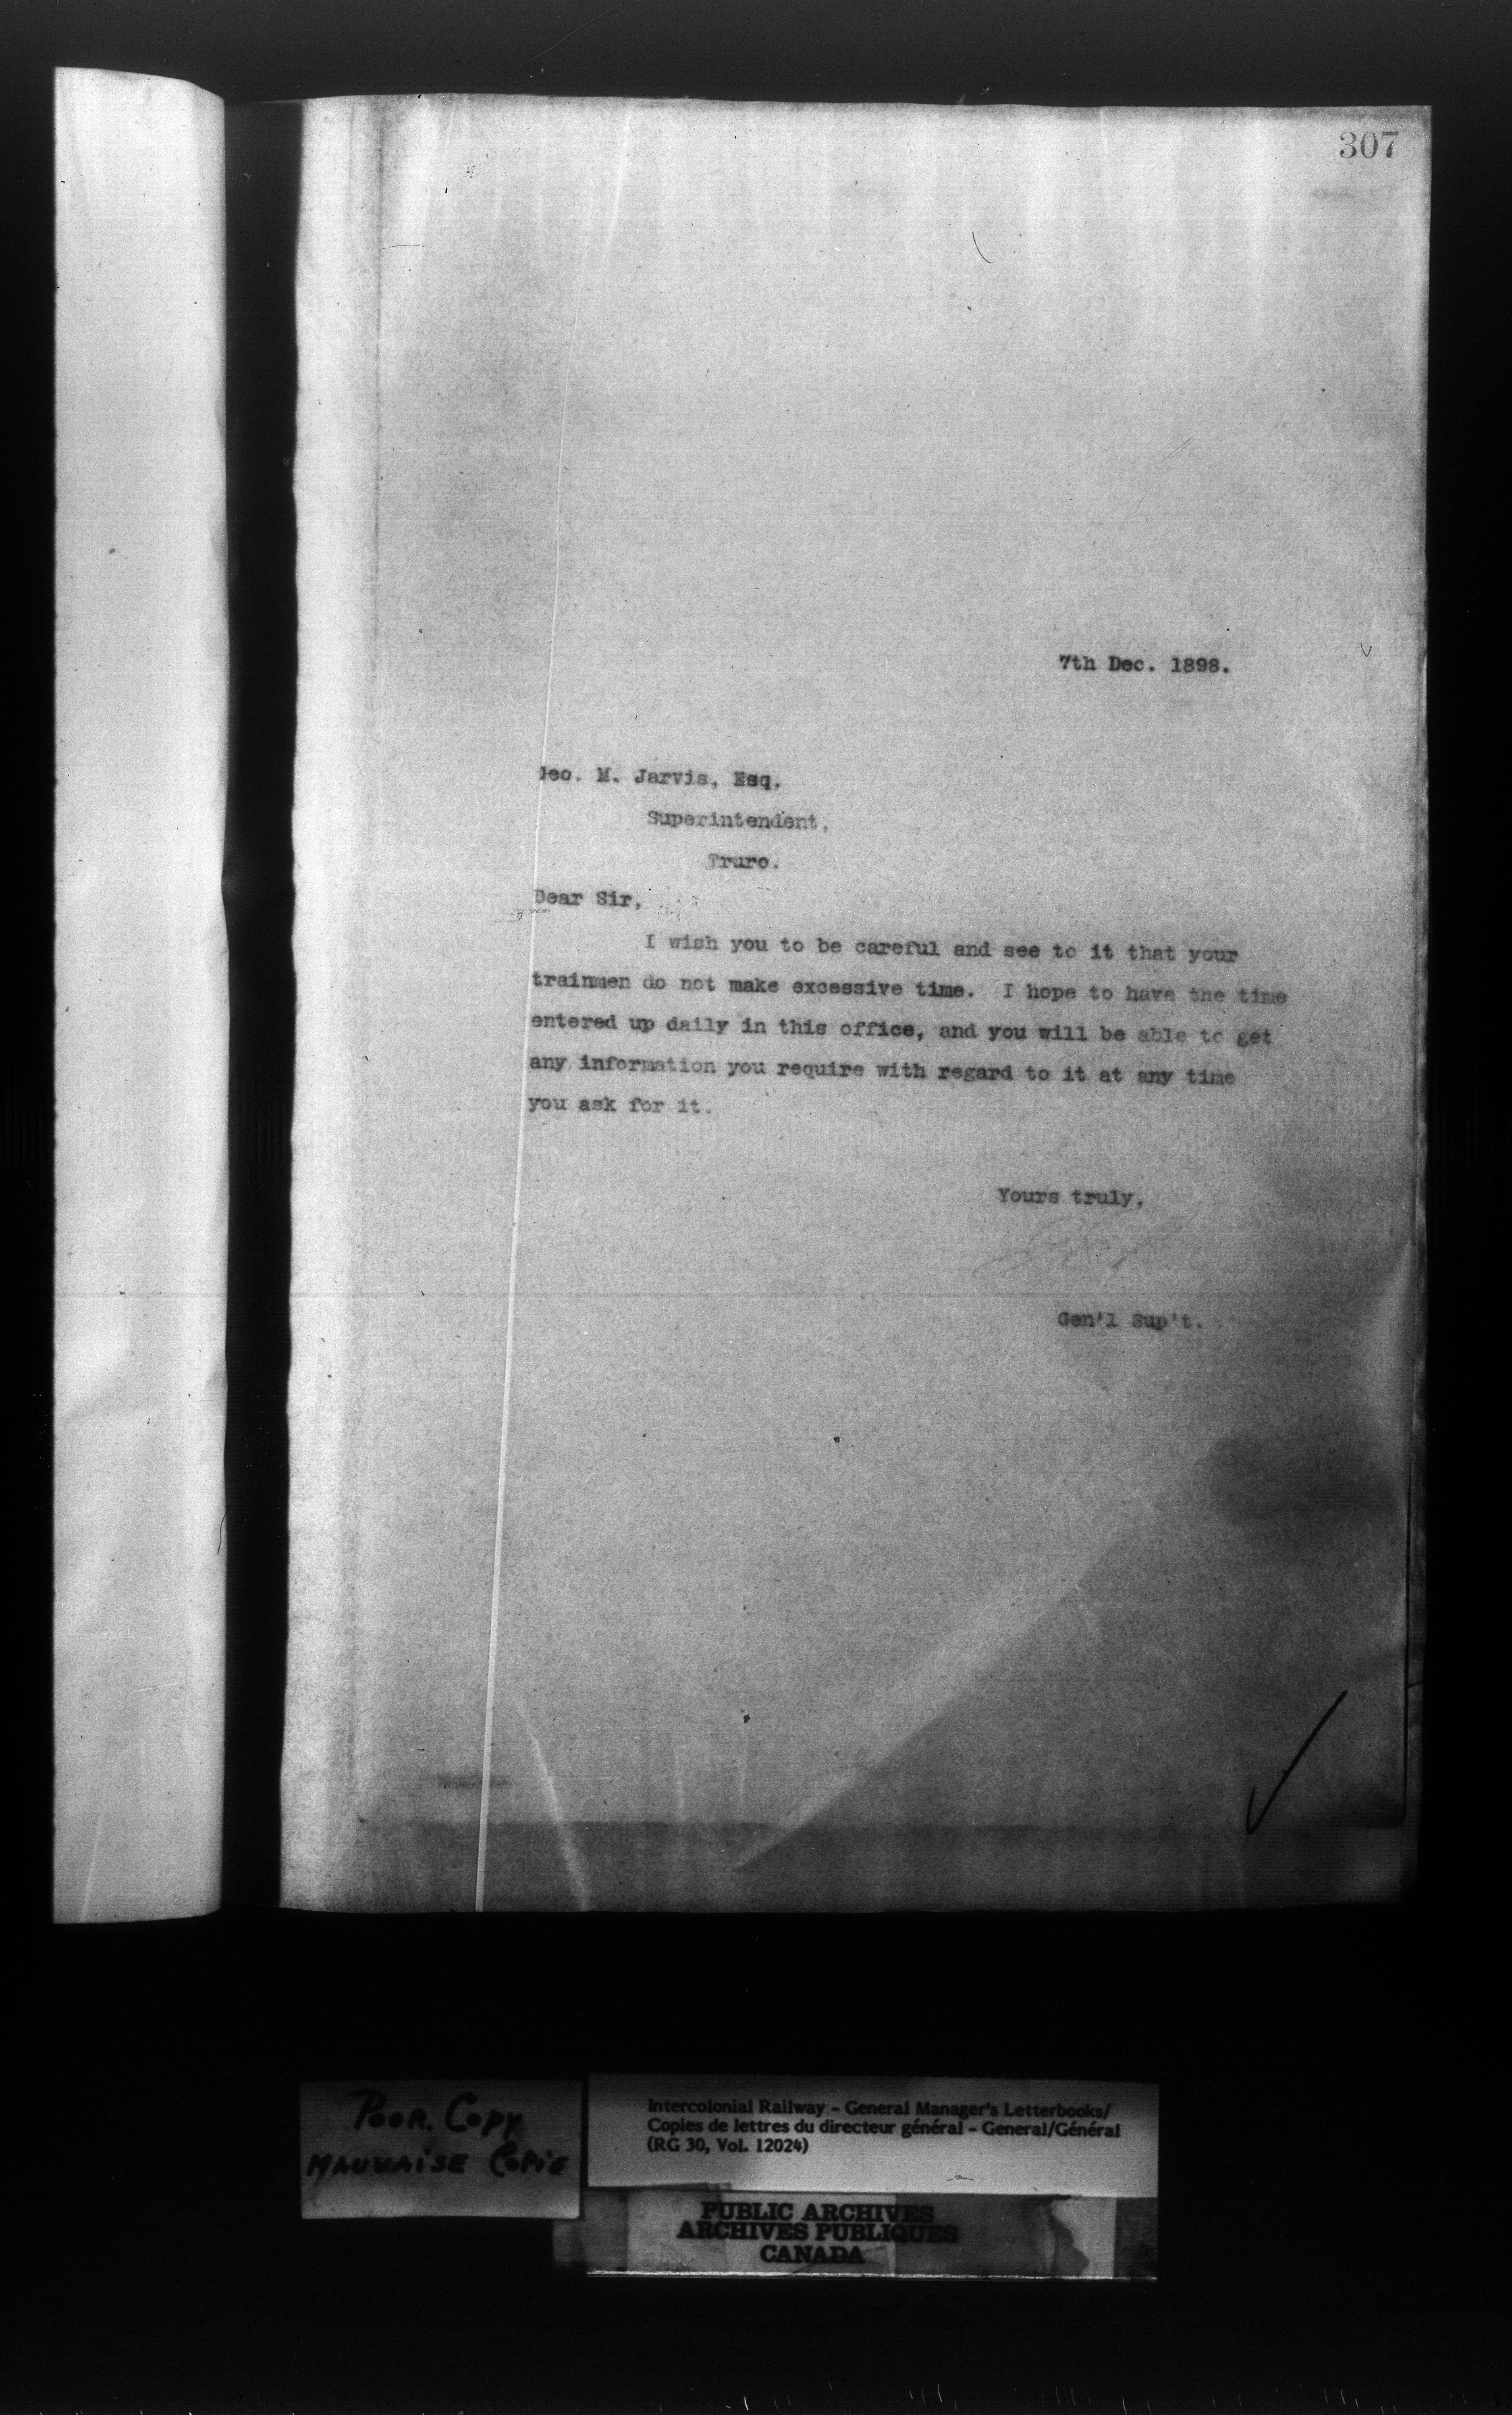 307
7th Dec. 1898.
Geo. M. Jarvis, Esq.
Superintendent,
Truro.
Dear Sir,
I wish you to be careful and see to it that your
trainmen do not make excessive time. I hope to have the time
entered up daily in this office, and you will be able to get
any information you require with regard to it at any time
you ask for it.
Yours truly,
Gen'l Sup't.
POOR COPY
MAUVAISE COPIE
Intercolonial Railway - General Manager's Letterbooks/
Copies de lettres du directeur général - General/Général
(RG 30, Vol. 12024)
PUBLIC ARCHIVES
ARCHIVES PUBLIQUES
CANADA